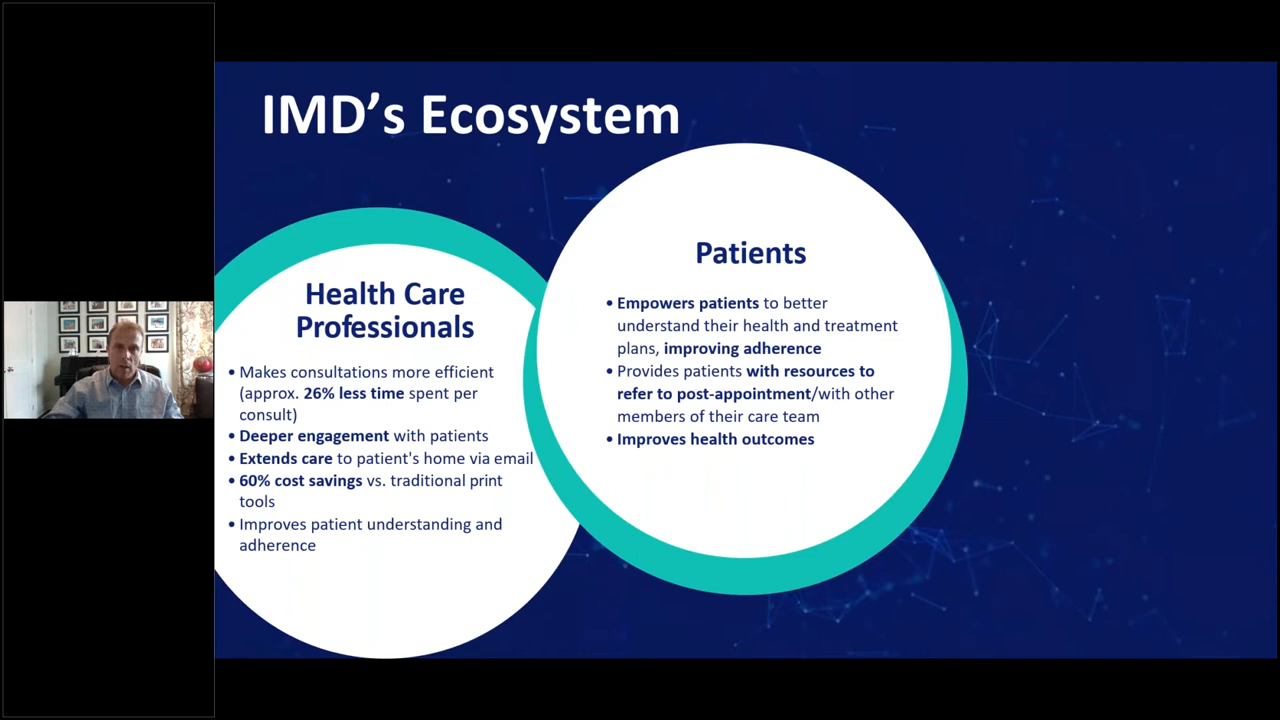 IMD’s Ecosystem
Health Care
Professionals
• Makes consultations more efficient
(approx. 26% less time spent per
consult)
• Deeper engagement with patients
• Extends care to patient's home via email
• 60% cost savings vs. traditional print
tools
• Improves patient understanding and
adherence
Patients
• Empowers patients to better
understand their health and treatment
plans, improving adherence
• Provides patients with resources to
refer to post-appointment/with other
members of their care team
• Improves health outcomes